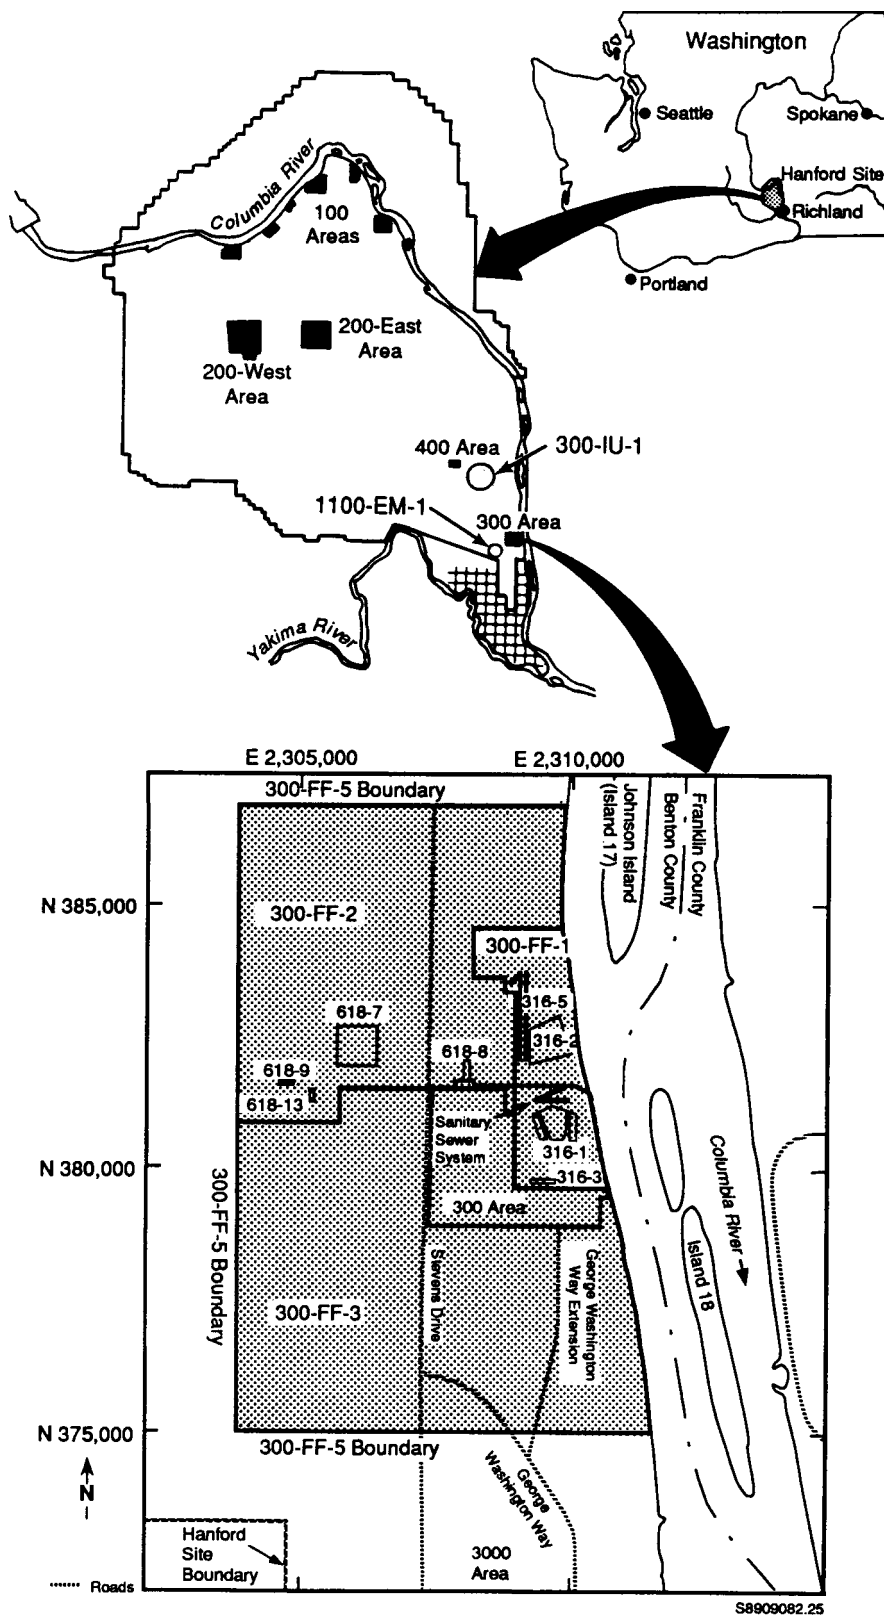 Washington
Seattle
Spokane
Hanford Site
Richland
Portland
Columbia River
100
Areas
200-East
Area
200-West
Area
400 Area
300-IU-1
1100-EM-1
300 Area
Yakima River
E 2,305,000
E 2,310,000
300-FF-5 Boundary
Johnson Island
(Island 17)
Franklin County
Benton County
N 385,000
300-FF-2
300-FF-1
618-7
316-5
316-2
618-8
618-9
618-13
Sanitary
Sewer
System
316-1
316-3
N 380,000
300 Area
300-FF-5 Boundary
Columbia River
Island 18
Stevens Drive
George Washington
Way Extension
300-FF-3
N 375,000
300-FF-5 Boundary
N
George
Washington Way
Hanford
Site
Boundary
3000
Area
Roads
S8909082.25